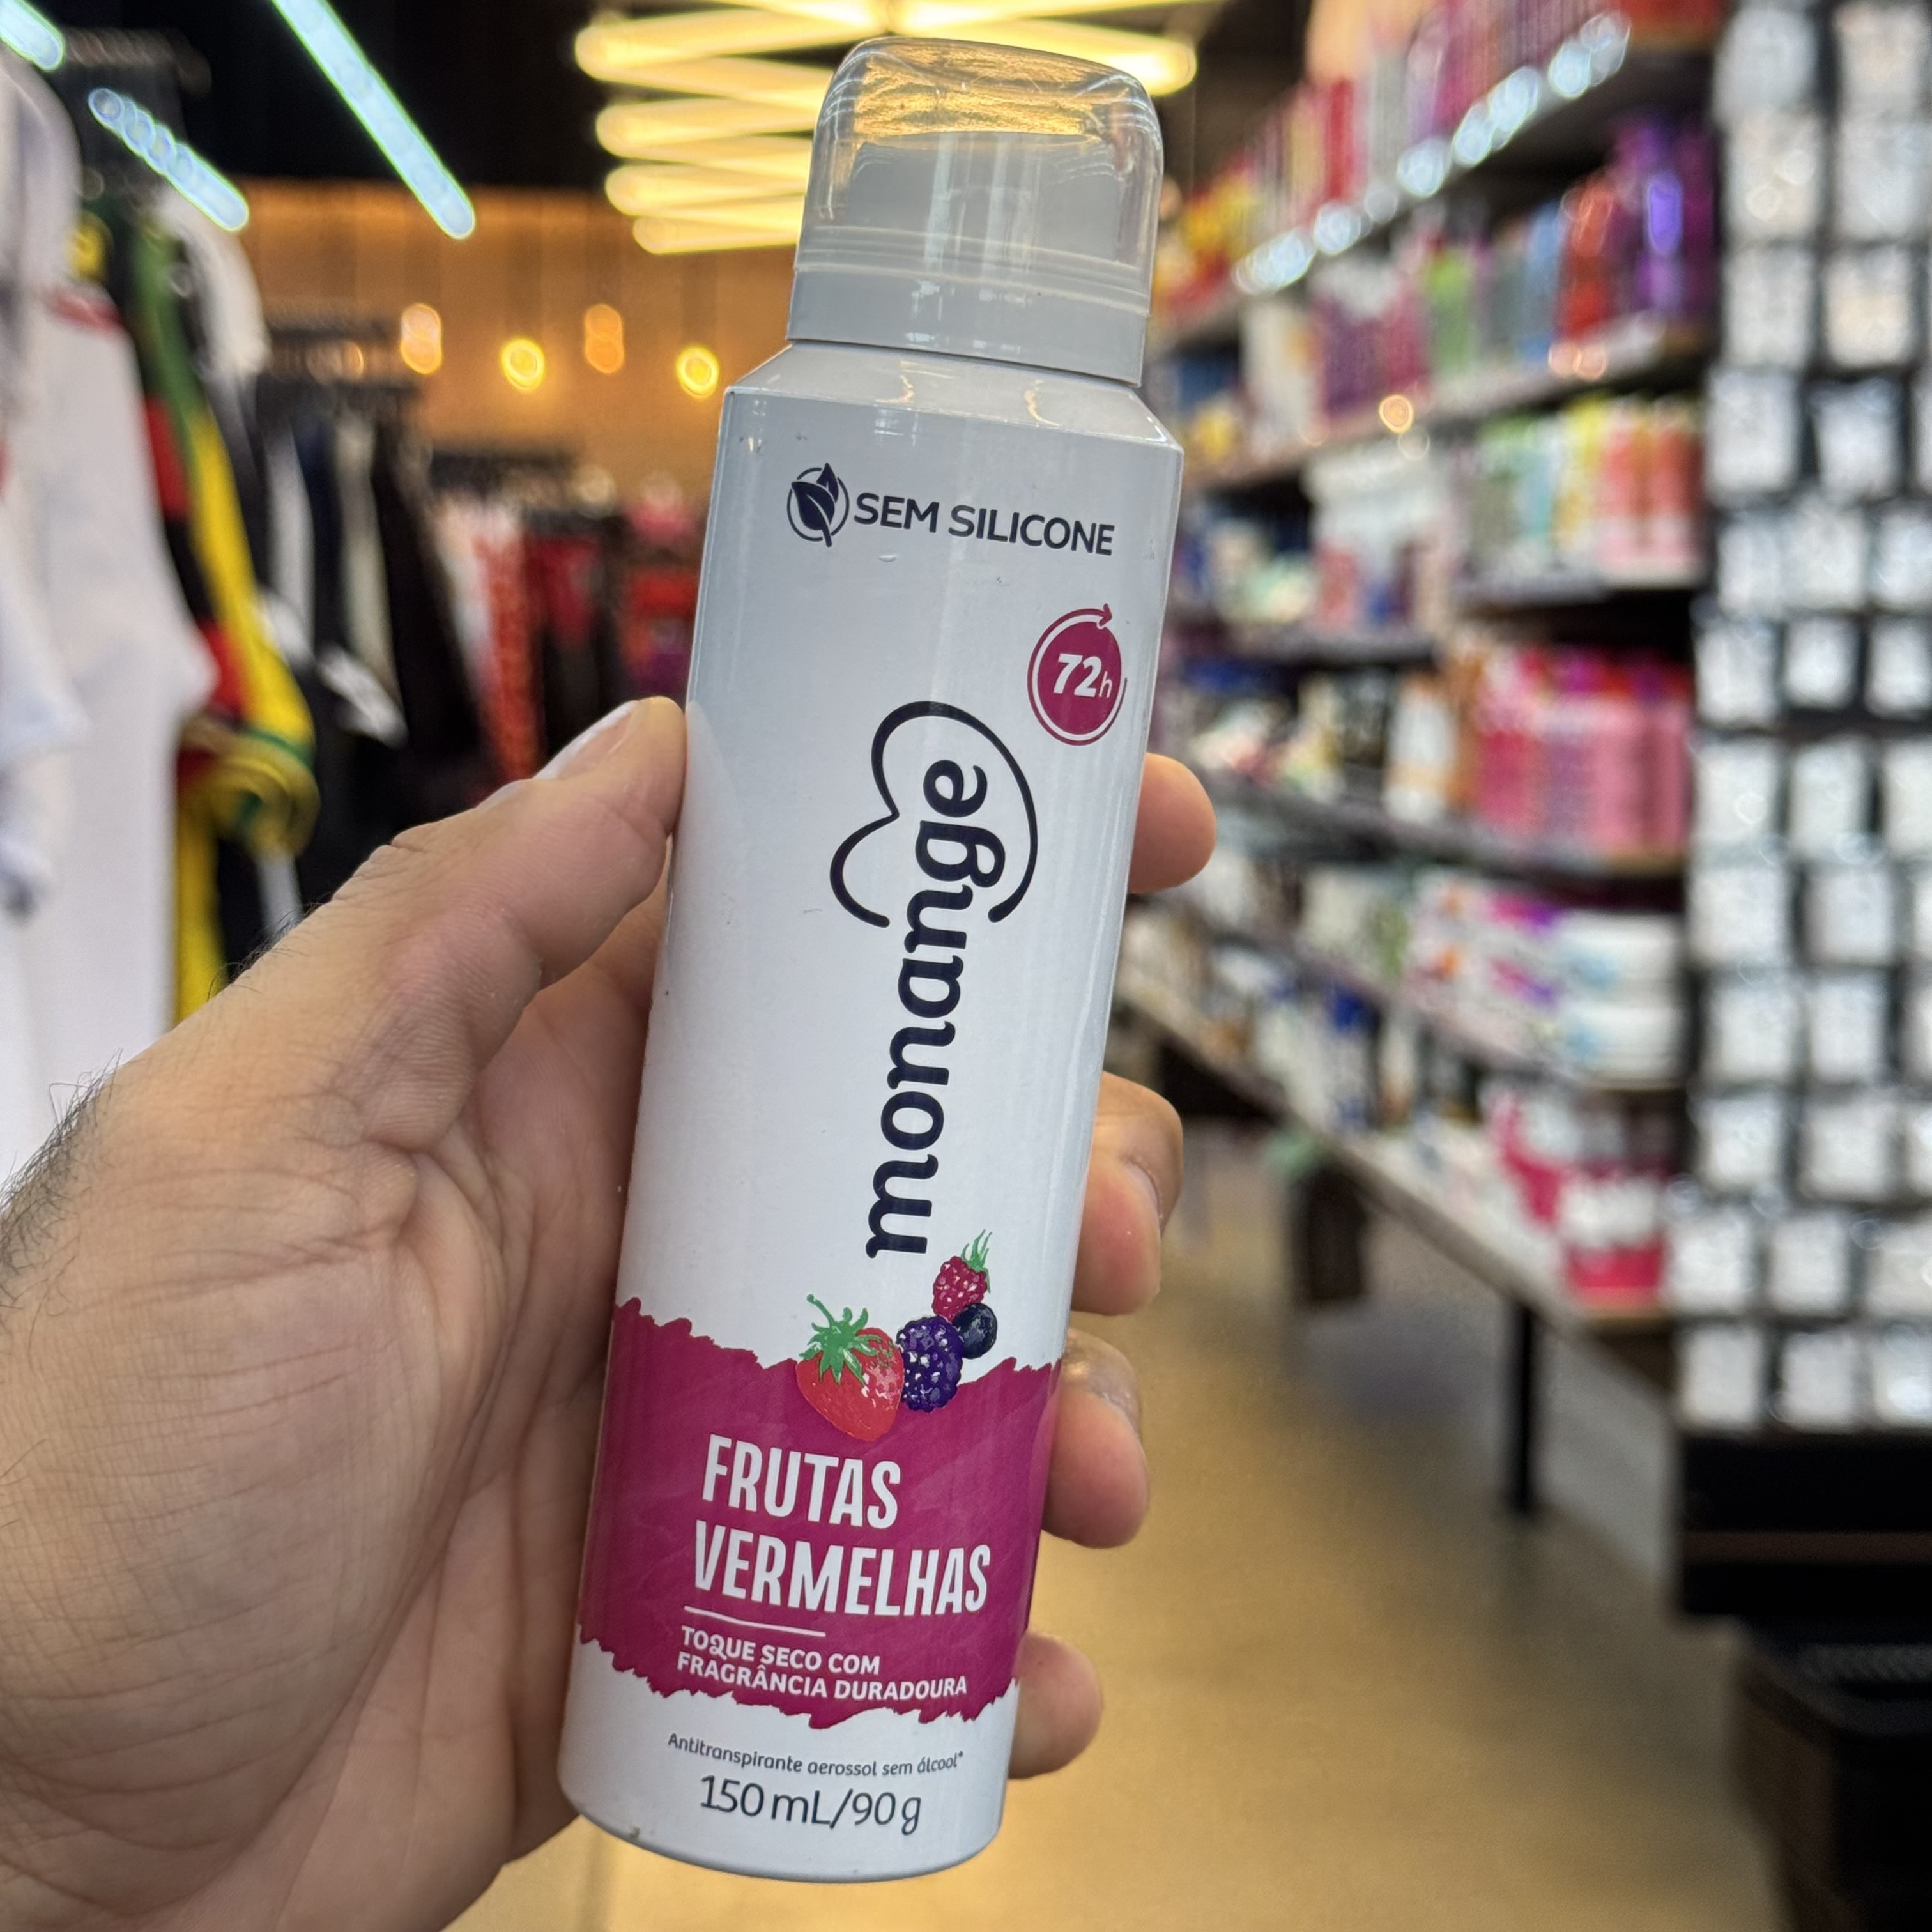 SEM SILICONE
72h
monange
FRUTAS
VERMELHAS
TOQUE SECO COM
FRAGRÂNCIA DURADOURA
Antitranspirante aerossol sem álcool*
150 mL/90 g